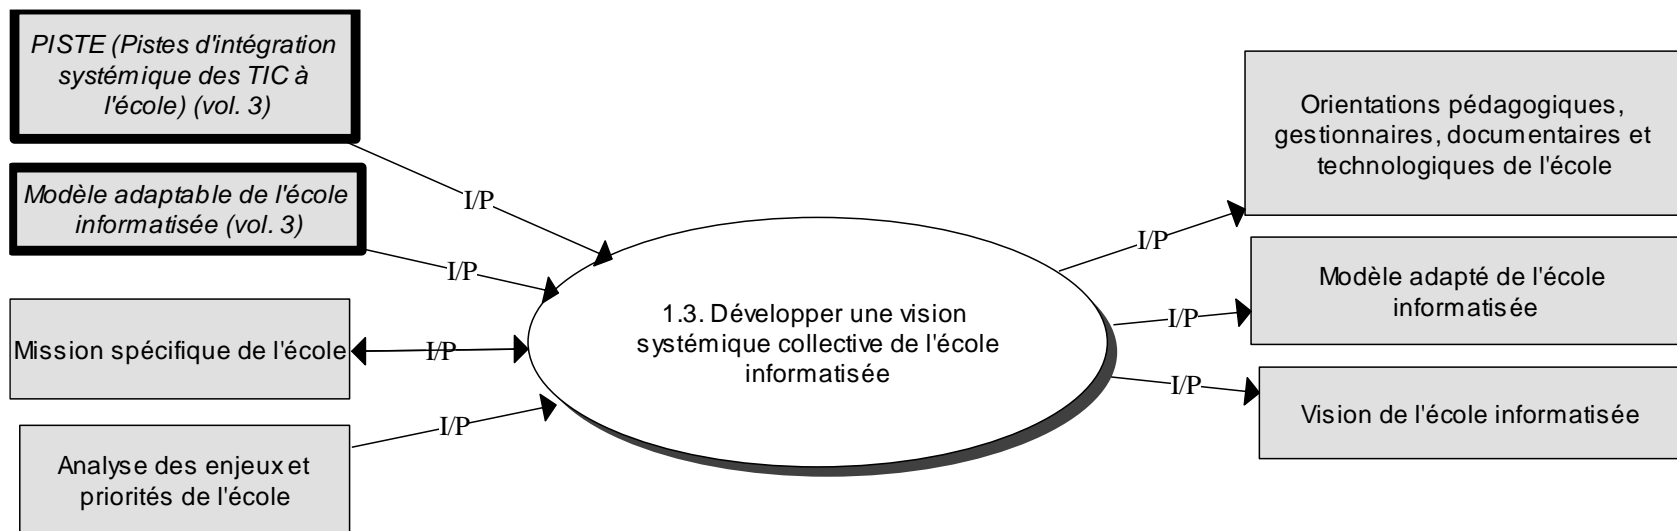 PISTE (Pistes d'intégration
systémique des TIC à
l'école) (vol. 3)
I/P
Modèle adaptable de l'école
informatisée (vol. 3)
I/P
Mission spécifique de l'école
I/P
Analyse des enjeux et
priorités de l'école
I/P
1.3. Développer une vision
systémique collective de l'école
informatisée
I/P
Orientations pédagogiques,
gestionnaires, documentaires et
technologiques de l'école
I/P
Modèle adapté de l'école
informatisée
I/P
Vision de l'école informatisée